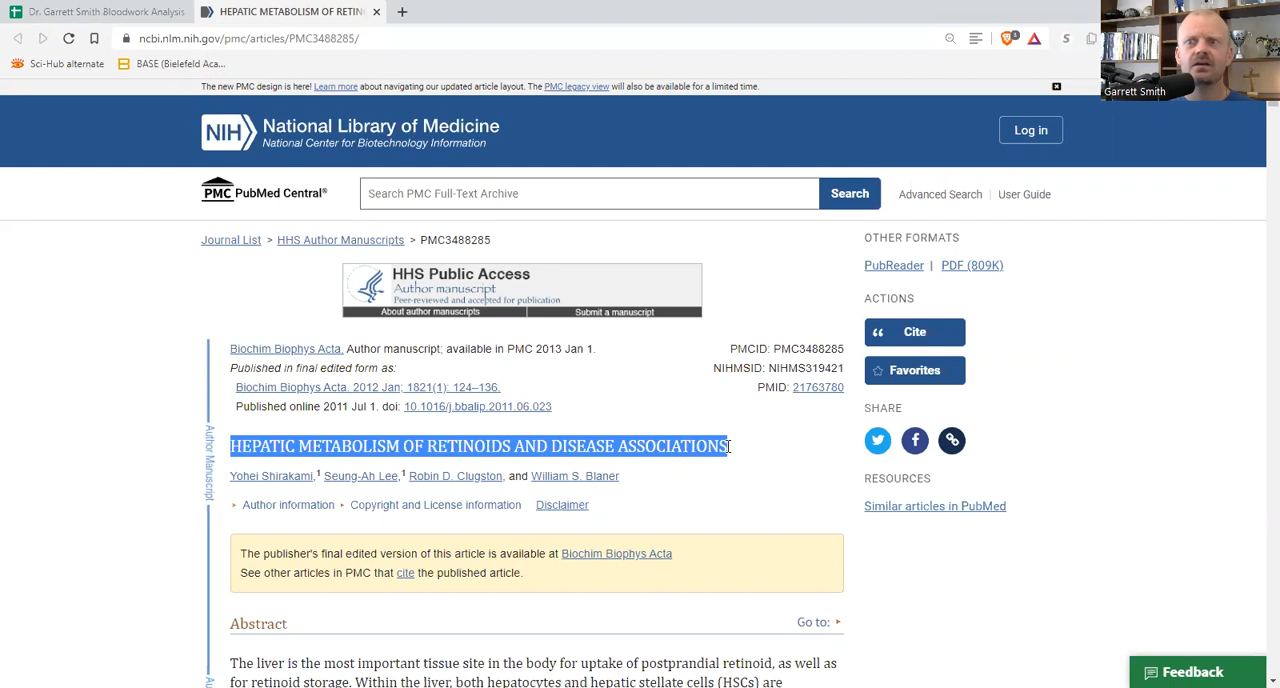 Dr. Garrett Smith Bloodwork Analysis
HEPATIC METABOLISM OF RETIN
ncbi.nlm.nih.gov/pmc/articles/PMC3488285/
Sci-Hub alternate
BASE (Bielefeld Aca...
Garrett Smith
The new PMC design is here! Learn more about navigating our updated article layout. The PMC legacy view will also be available for a limited time.
NIH
National Library of Medicine
National Center for Biotechnology Information
Log in
PMC PubMed Central®
Search PMC Full-Text Archive
Search
Advanced Search
User Guide
Journal List > HHS Author Manuscripts > PMC3488285
HHS Public Access
Author manuscript
Peer-reviewed and accepted for publication
About author manuscripts
Submit a manuscript
Biochim Biophys Acta. Author manuscript; available in PMC 2013 Jan 1.
Published in final edited form as:
Biochim Biophys Acta. 2012 Jan; 1821(1): 124–136.
Published online 2011 Jul 1. doi: 10.1016/j.bbalip.2011.06.023
PMCID: PMC3488285
NIHMSID: NIHMS319421
PMID: 21763780
HEPATIC METABOLISM OF RETINOIDS AND DISEASE ASSOCIATIONS
Yohei Shirakami,1 Seung-Ah Lee,1 Robin D. Clugston, and William S. Blaner
Author information
Copyright and License information
Disclaimer
The publisher's final edited version of this article is available at Biochim Biophys Acta
See other articles in PMC that cite the published article.
Abstract
Go to:
The liver is the most important tissue site in the body for uptake of postprandial retinoid, as well as
for retinoid storage. Within the liver, both hepatocytes and hepatic stellate cells (HSCs) are
Author Manuscript
Au
OTHER FORMATS
PubReader | PDF (809K)
ACTIONS
Cite
Favorites
SHARE
RESOURCES
Similar articles in PubMed
Feedback